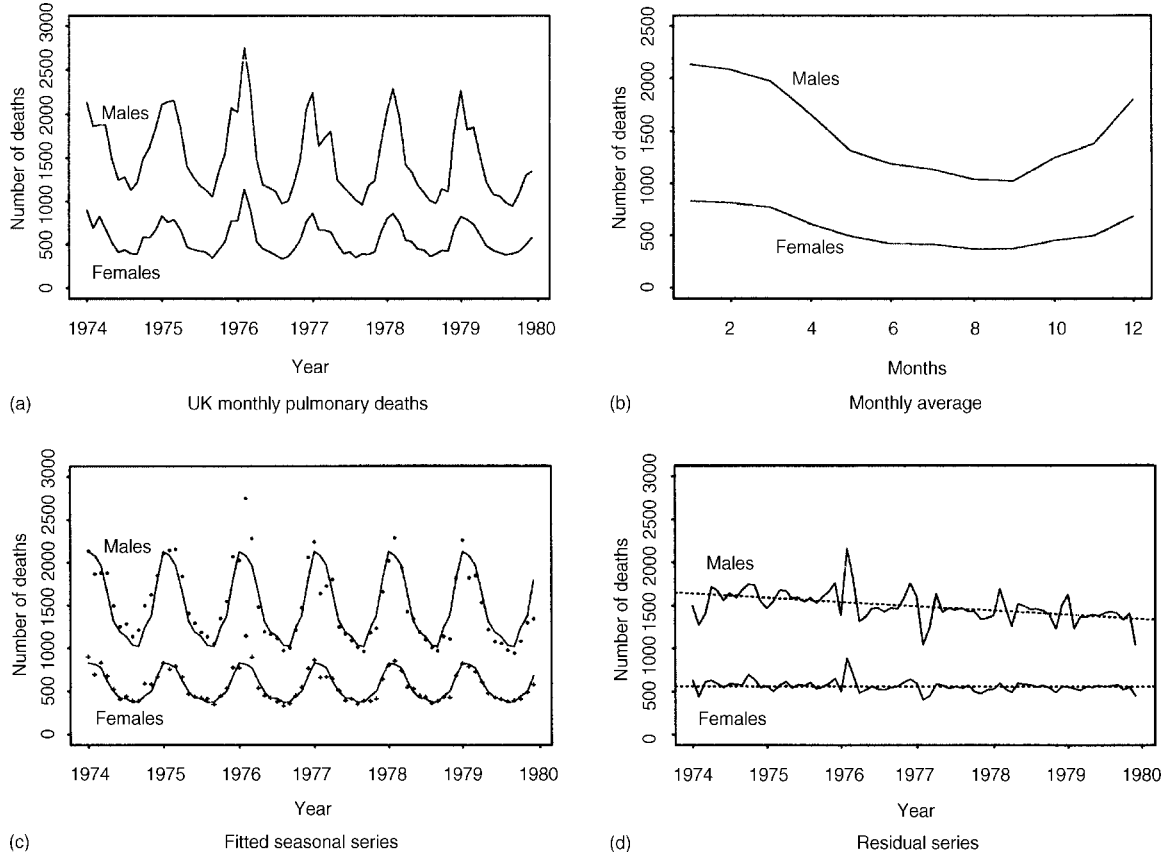 Number of deaths
3000
2500
2000
1500
1000
500
0
Males
Females
1974 1975 1976 1977 1978 1979 1980
Year
(a) UK monthly pulmonary deaths
Number of deaths
2500
2000
1500
1000
500
0
Males
Females
2 4 6 8 10 12
Months
(b) Monthly average
Number of deaths
3000
2500
2000
1500
1000
500
0
Males
Females
1974 1975 1976 1977 1978 1979 1980
Year
(c) Fitted seasonal series
Number of deaths
3000
2500
2000
1500
1000
500
0
Males
Females
1974 1975 1976 1977 1978 1979 1980
Year
(d) Residual series